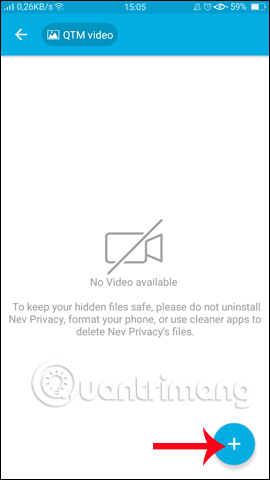 0,26KB/s 15:05 59%
QTM video
No Video available
To keep your hidden files safe, please do not uninstall
Nev Privacy, format your phone, or use cleaner apps to
delete Nev Privacy's files.
Quantrimang